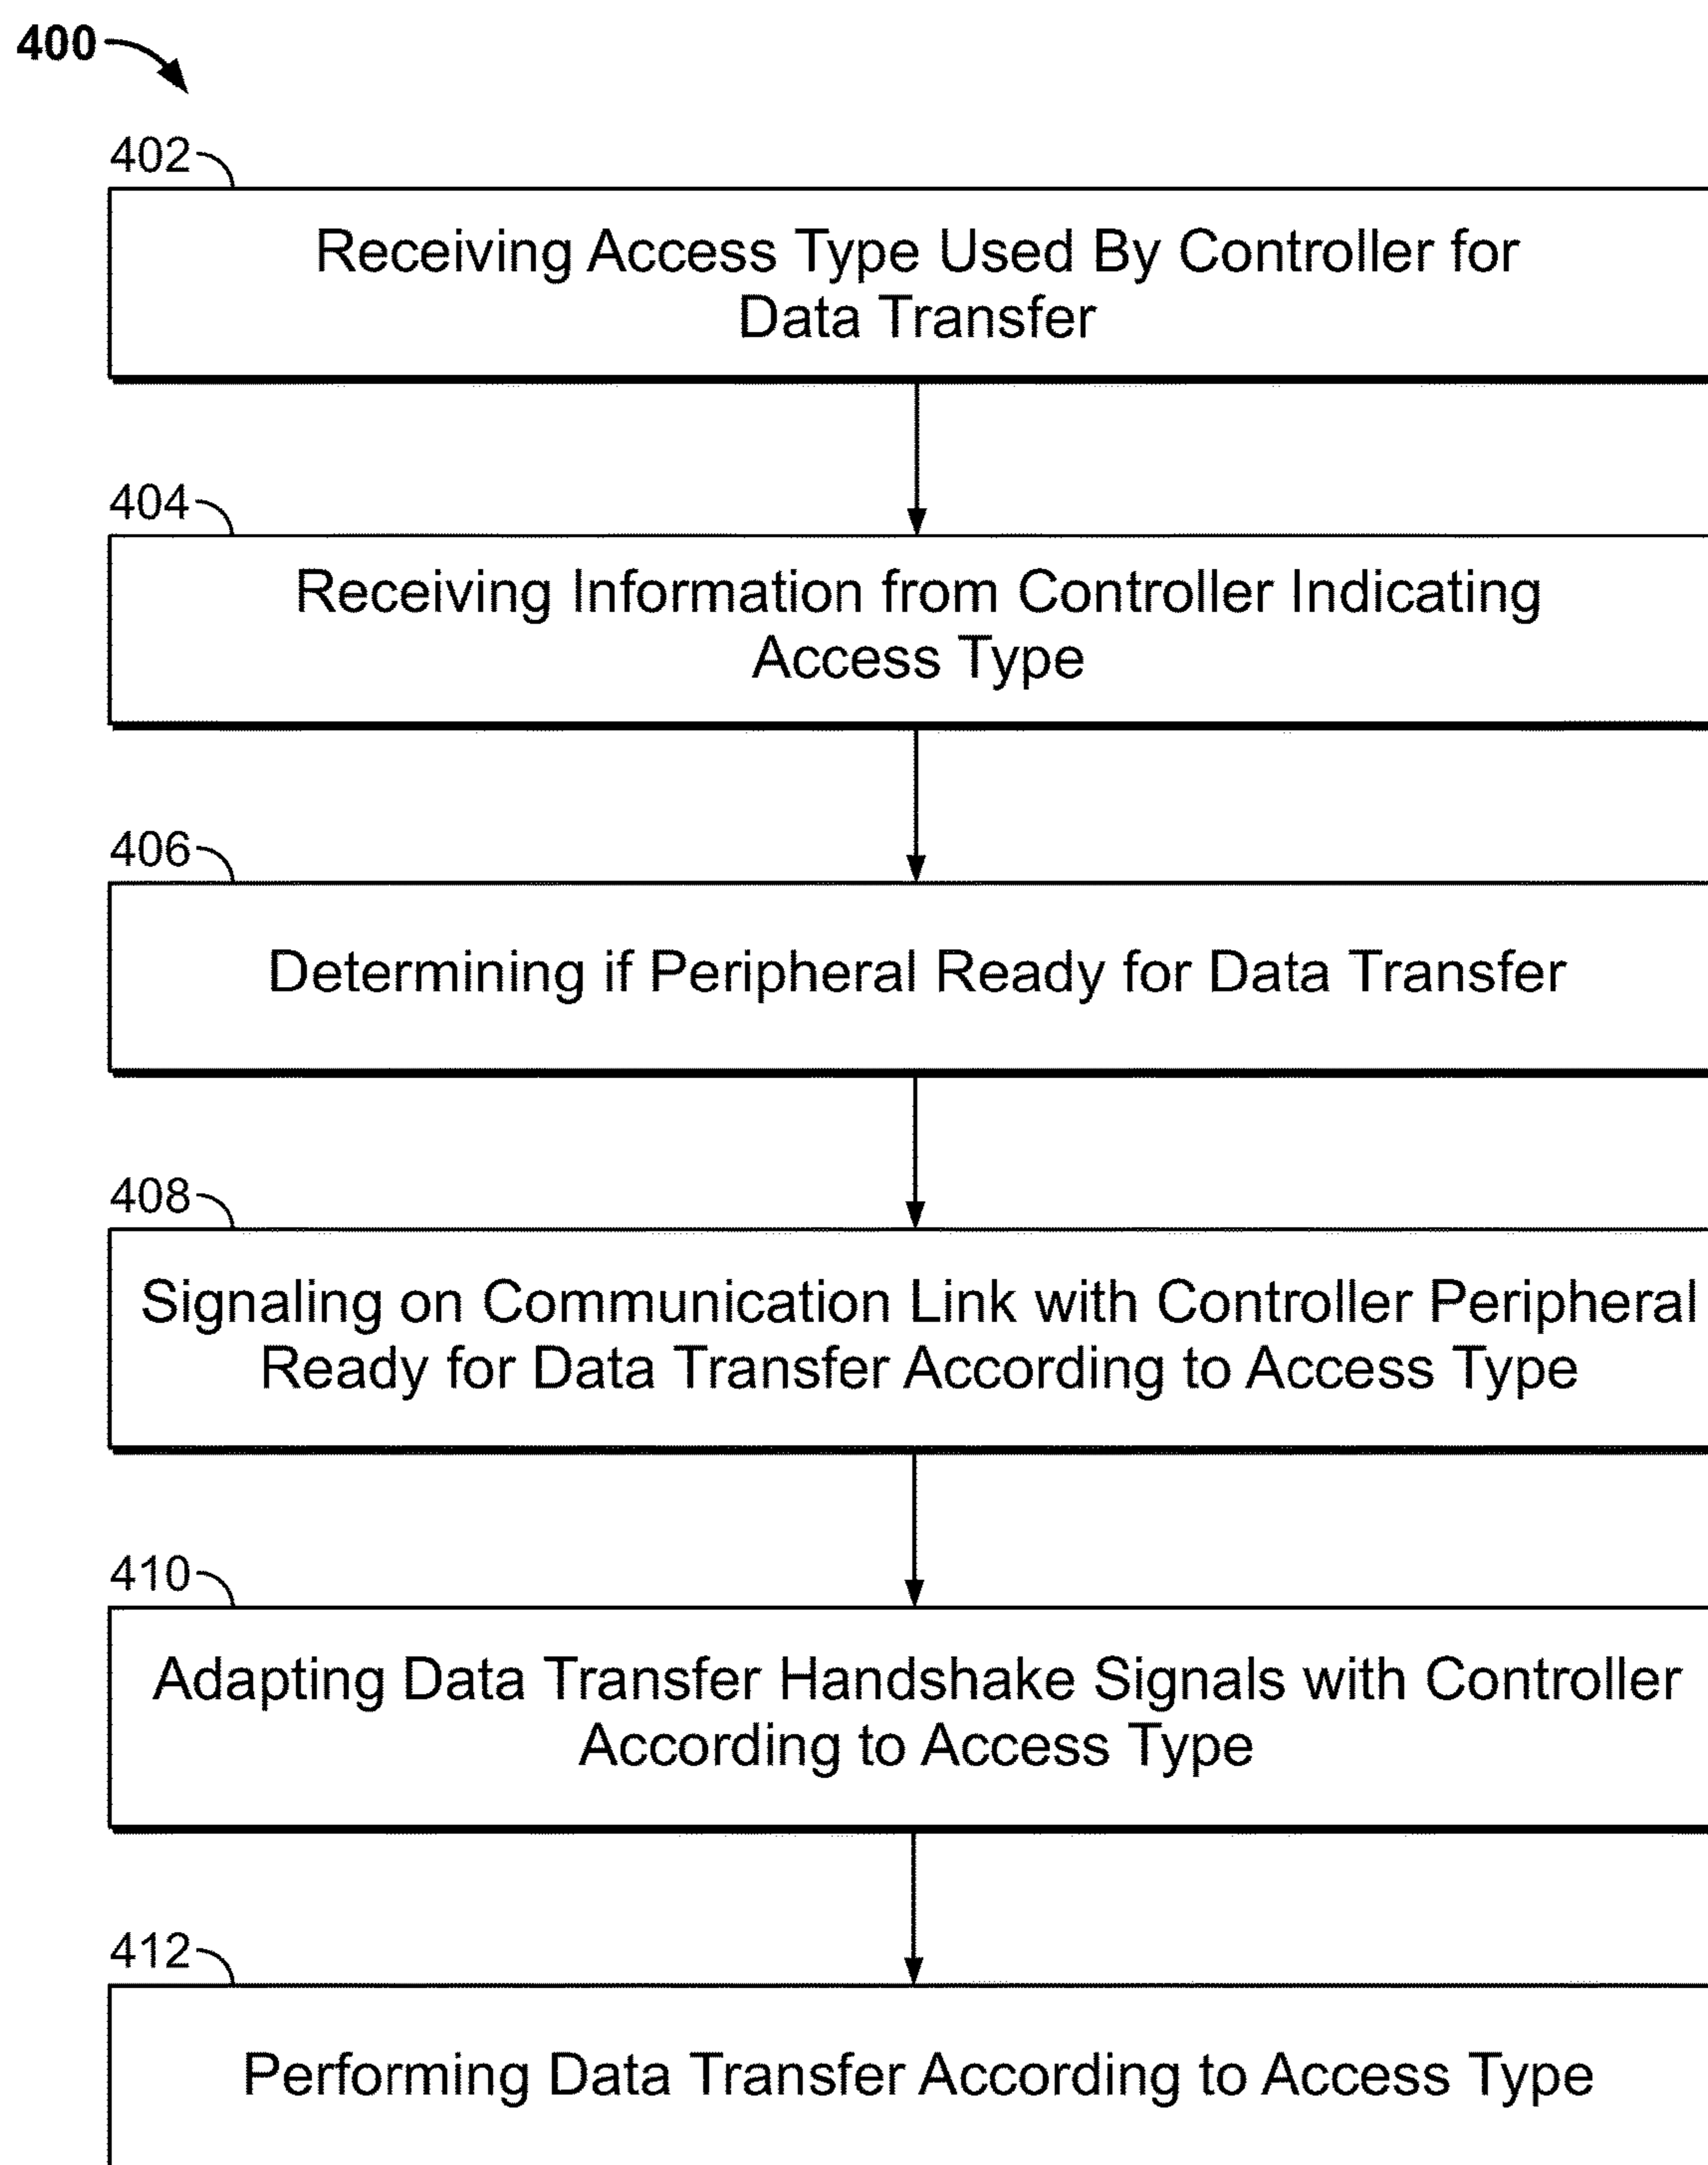 400
402
Receiving Access Type Used By Controller for
Data Transfer
404
Receiving Information from Controller Indicating
Access Type
406
Determining if Peripheral Ready for Data Transfer
408
Signaling on Communication Link with Controller Peripheral
Ready for Data Transfer According to Access Type
410
Adapting Data Transfer Handshake Signals with Controller
According to Access Type
412
Performing Data Transfer According to Access Type